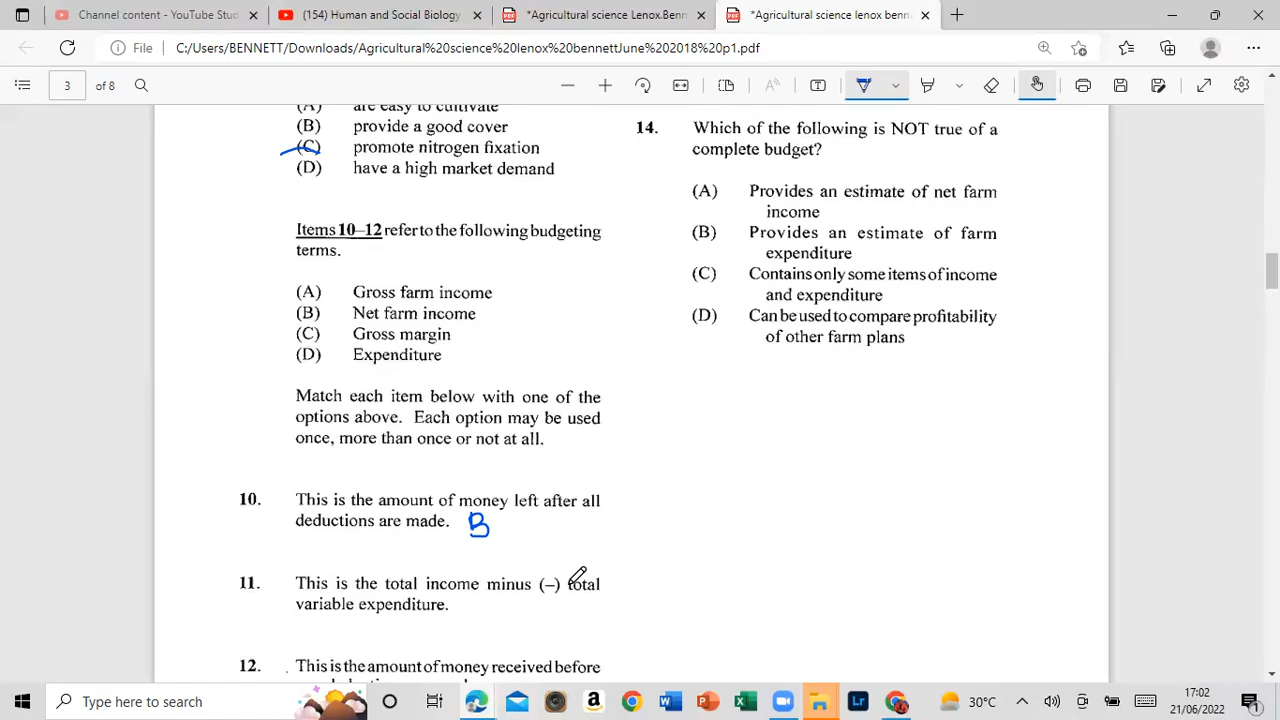 Channel content - YouTube Studio
(154) How do Human Beings
*Agricultural science Lenox.Benn
*Agricultural science lenox benn
File
C:/Users/BENNETT/Downloads/Agricultural%20science%20lenox%20bennettJune%202018%20p1.pdf
3 of 8
(A) are easy to cultivate
(B) provide a good cover
(C) promote nitrogen fixation
(D) have a high market demand
Items 10–12 refer to the following budgeting
terms.
(A) Gross farm income
(B) Net farm income
(C) Gross margin
(D) Expenditure
Match each item below with one of the
options above. Each option may be used
once, more than once or not at all.
10. This is the amount of money left after all
deductions are made. B
11. This is the total income minus (–) total
variable expenditure.
12. This is the amount of money received before
14. Which of the following is NOT true of a
complete budget?
(A) Provides an estimate of net farm
income
(B) Provides an estimate of farm
expenditure
(C) Contains only some items of income
and expenditure
(D) Can be used to compare profitability
of other farm plans
Type here to search
30°C
17:02
21/06/2022